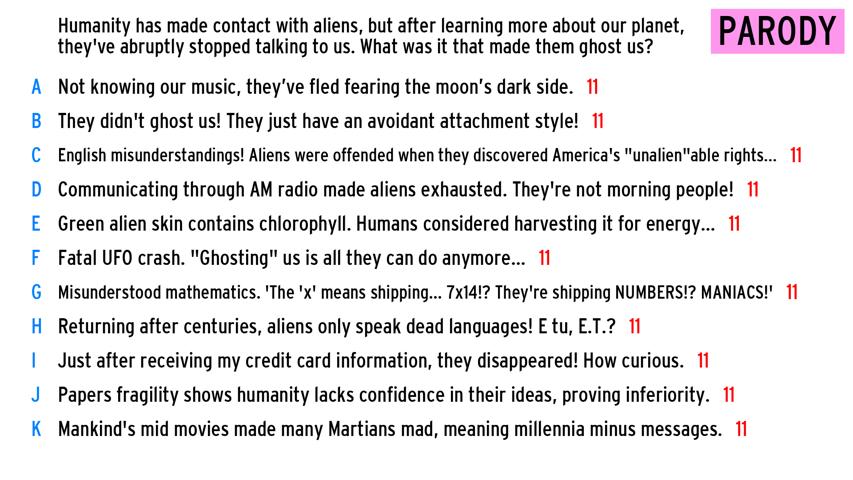 Humanity has made contact with aliens, but after learning more about our planet,
they've abruptly stopped talking to us. What was it that made them ghost us?
PARODY
A Not knowing our music, they’ve fled fearing the moon’s dark side. 11
B They didn't ghost us! They just have an avoidant attachment style! 11
C English misunderstandings! Aliens were offended when they discovered America's "unalien"able rights... 11
D Communicating through AM radio made aliens exhausted. They're not morning people! 11
E Green alien skin contains chlorophyll. Humans considered harvesting it for energy... 11
F Fatal UFO crash. "Ghosting" us is all they can do anymore... 11
G Misunderstood mathematics. 'The 'x' means shipping... 7x14!? They're shipping NUMBERS!? MANIACS!' 11
H Returning after centuries, aliens only speak dead languages! E tu, E.T.? 11
I Just after receiving my credit card information, they disappeared! How curious. 11
J Papers fragility shows humanity lacks confidence in their ideas, proving inferiority. 11
K Mankind's mid movies made many Martians mad, meaning millennia minus messages. 11